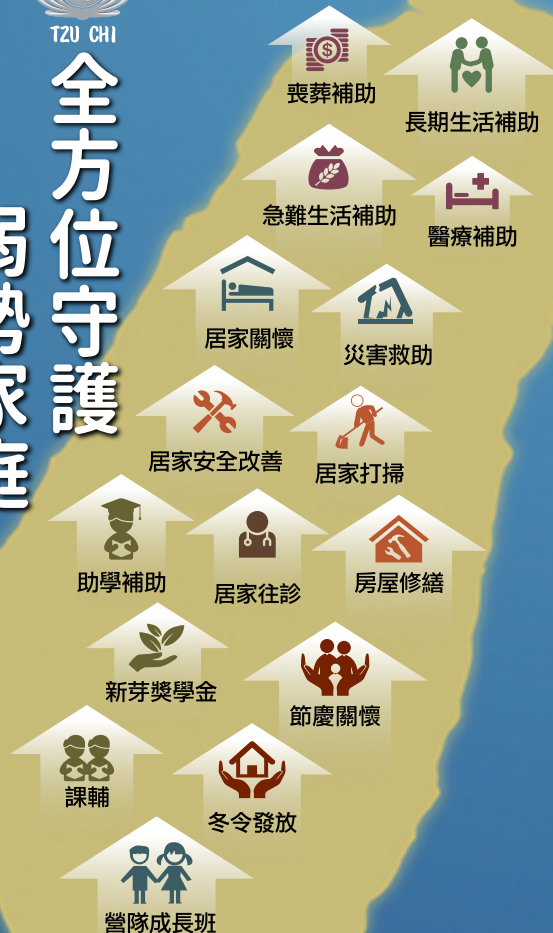 TZU CHI
全方位守護
弱勢家庭
喪葬補助
長期生活補助
急難生活補助
醫療補助
居家關懷
災害救助
居家安全改善
居家打掃
助學補助
居家往診
房屋修繕
新芽獎學金
節慶關懷
課輔
冬令發放
營隊成長班